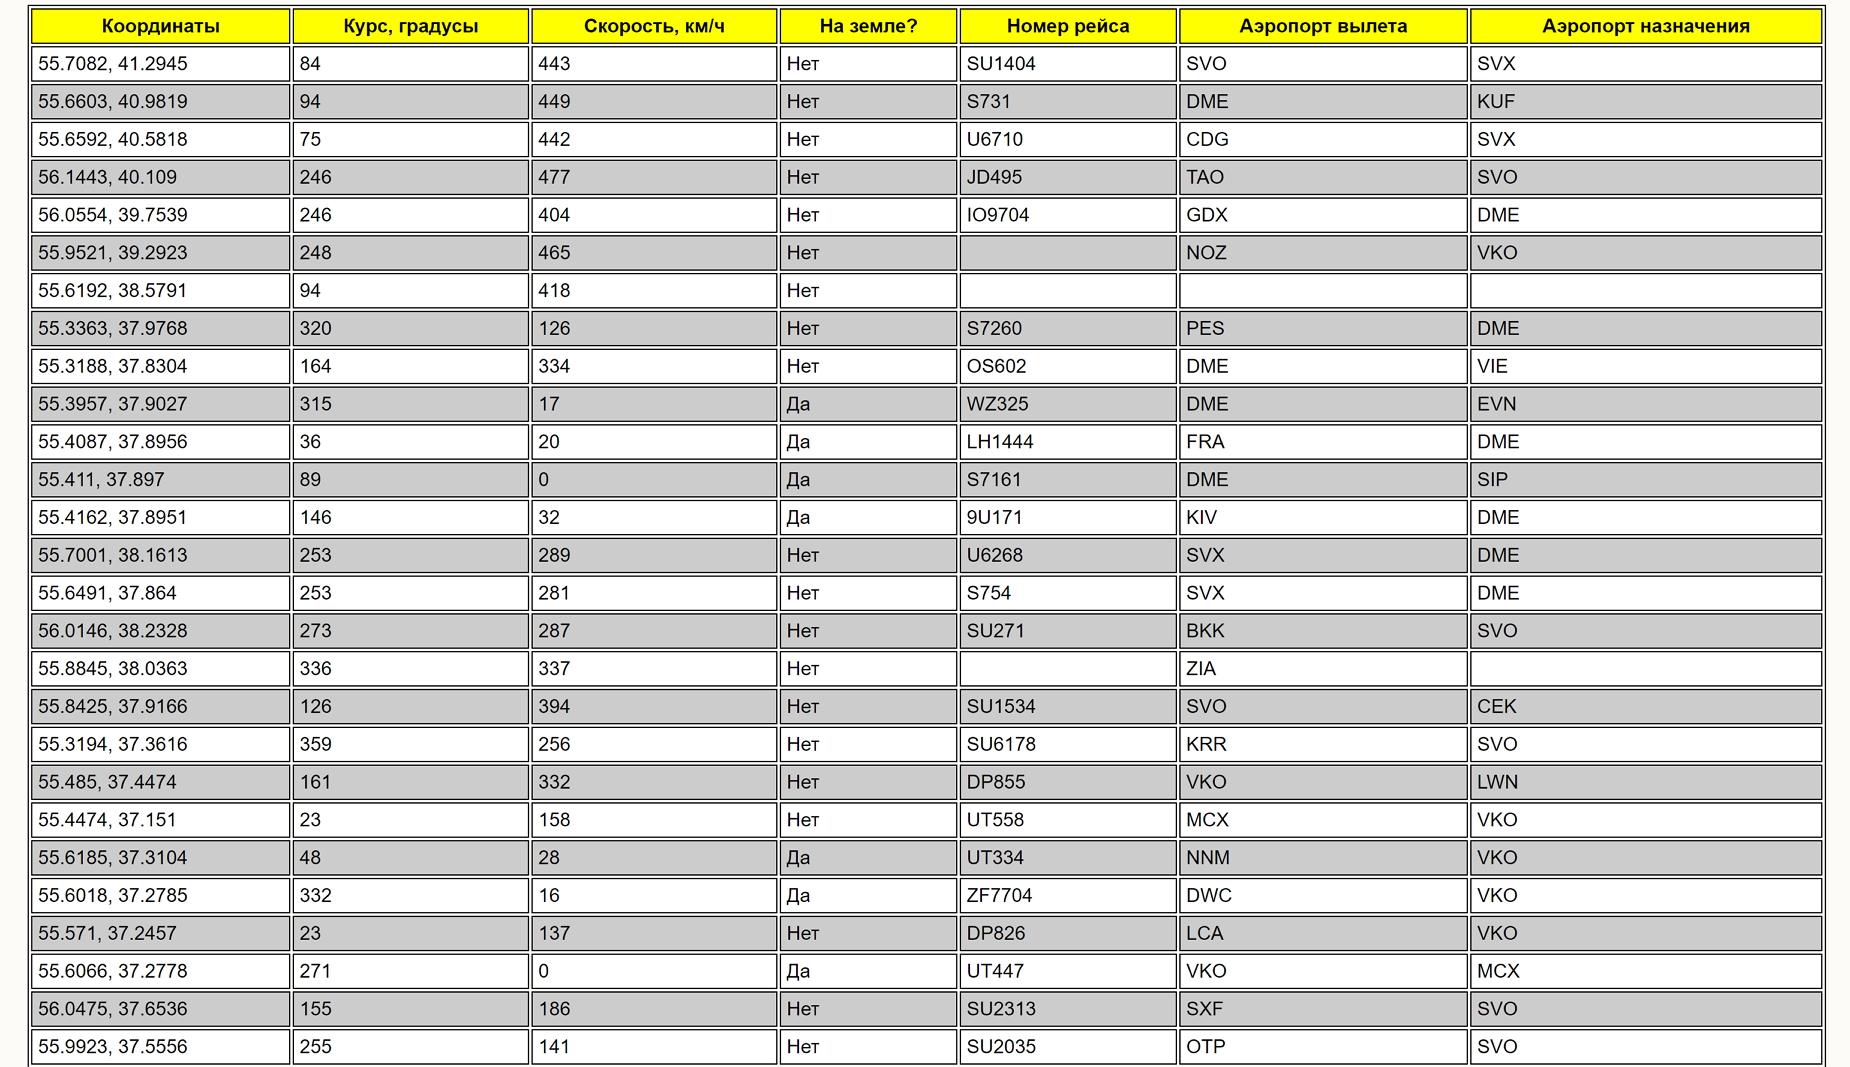 Координаты Курс, градусы Скорость, км/ч На земле? Номер рейса Аэропорт вылета Аэропорт назначения
55.7082, 41.2945 84 443 Нет SU1404 SVO SVX
55.6603, 40.9819 94 449 Нет S731 DME KUF
55.6592, 40.5818 75 442 Нет U6710 CDG SVX
56.1443, 40.109 246 477 Нет JD495 TAO SVO
56.0554, 39.7539 246 404 Нет IO9704 GDX DME
55.9521, 39.2923 248 465 Нет NOZ VKO
55.6192, 38.5791 94 418 Нет
55.3363, 37.9768 320 126 Нет S7260 PES DME
55.3188, 37.8304 164 334 Нет OS602 DME VIE
55.3957, 37.9027 315 17 Да WZ325 DME EVN
55.4087, 37.8956 36 20 Да LH1444 FRA DME
55.411, 37.897 89 0 Да S7161 DME SIP
55.4162, 37.8951 146 32 Да 9U171 KIV DME
55.7001, 38.1613 253 289 Нет U6268 SVX DME
55.6491, 37.864 253 281 Нет S754 SVX DME
56.0146, 38.2328 273 287 Нет SU271 BKK SVO
55.8845, 38.0363 336 337 Нет ZIA
55.8425, 37.9166 126 394 Нет SU1534 SVO CEK
55.3194, 37.3616 359 256 Нет SU6178 KRR SVO
55.485, 37.4474 161 332 Нет DP855 VKO LWN
55.4474, 37.151 23 158 Нет UT558 MCX VKO
55.6185, 37.3104 48 28 Да UT334 NNM VKO
55.6018, 37.2785 332 16 Да ZF7704 DWC VKO
55.571, 37.2457 23 137 Нет DP826 LCA VKO
55.6066, 37.2778 271 0 Да UT447 VKO MCX
56.0475, 37.6536 155 186 Нет SU2313 SXF SVO
55.9923, 37.5556 255 141 Нет SU2035 OTP SVO